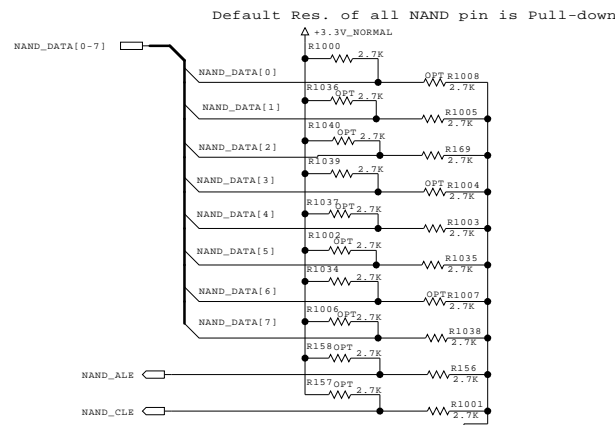 Default Res. of all NAND pin is Pull-down
+3.3V_NORMAL
NAND_DATA[0-7]
R1000
2.7K
NAND_DATA[0]
OPT R1008
2.7K
R1036
OPT
2.7K
NAND_DATA[1]
R1005
2.7K
R1040
OPT
2.7K
NAND_DATA[2]
R169
2.7K
R1039
2.7K
NAND_DATA[3]
OPT R1004
2.7K
R1037
OPT
2.7K
NAND_DATA[4]
R1003
2.7K
R1002
OPT
2.7K
NAND_DATA[5]
R1035
2.7K
R1034
2.7K
NAND_DATA[6]
OPT R1007
2.7K
R1006
OPT
2.7K
NAND_DATA[7]
R1038
2.7K
R158 OPT
2.7K
NAND_ALE
R156
2.7K
R157 OPT
2.7K
NAND_CLE
R1001
2.7K